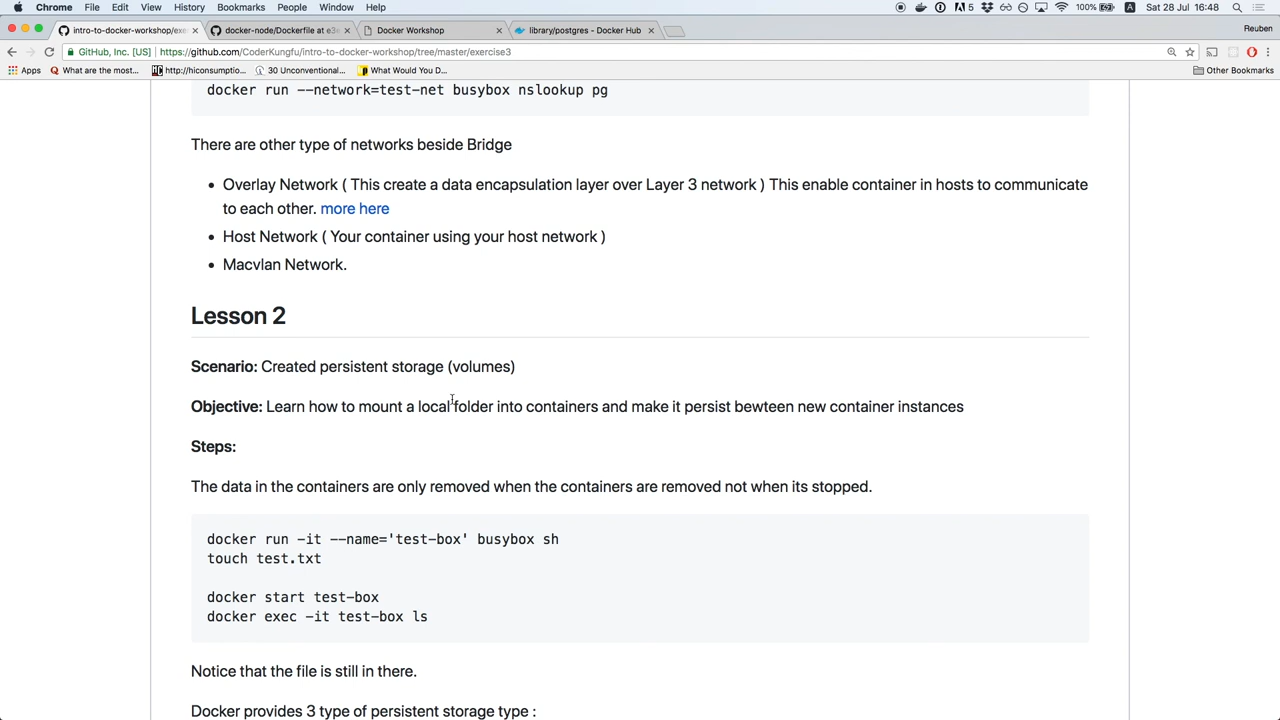 Chrome File Edit View History Bookmarks People Window Help 5 100% A Sat 28 Jul 16:48
intro-to-docker-workshop/exe docker-node/Dockerfile at e3 Docker Workshop library/postgres - Docker Hub Reuben
GitHub, Inc. [US] https://github.com/CoderKungfu/intro-to-docker-workshop/tree/master/exercise3
Apps What are the most... http://hiconsumptio... 30 Unconventional... What Would You D... Other Bookmarks
docker run --network=test-net busybox nslookup pg
There are other type of networks beside Bridge
• Overlay Network ( This create a data encapsulation layer over Layer 3 network ) This enable container in hosts to communicate
to each other. more here
• Host Network ( Your container using your host network )
• Macvlan Network.
Lesson 2
Scenario: Created persistent storage (volumes)
Objective: Learn how to mount a local folder into containers and make it persist bewteen new container instances
Steps:
The data in the containers are only removed when the containers are removed not when its stopped.
docker run -it --name='test-box' busybox sh
touch test.txt
docker start test-box
docker exec -it test-box ls
Notice that the file is still in there.
Docker provides 3 type of persistent storage type :